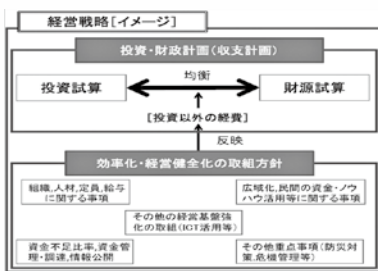 経営戦略[イメージ]
投資・財政計画(収支計画)
均衡
投資試算
財源試算
[投資以外の経費]
反映
効率化・経営健全化の取組方針
組織,人材,定員,給与
に関する事項
広域化,民間の資金・ノウ
ハウ活用等に関する事項
その他の経営基盤強
化の取組(ICT活用等)
資金不足比率,資金管
理・調達,情報公開
その他重点事項(防災対
策,危機管理等)